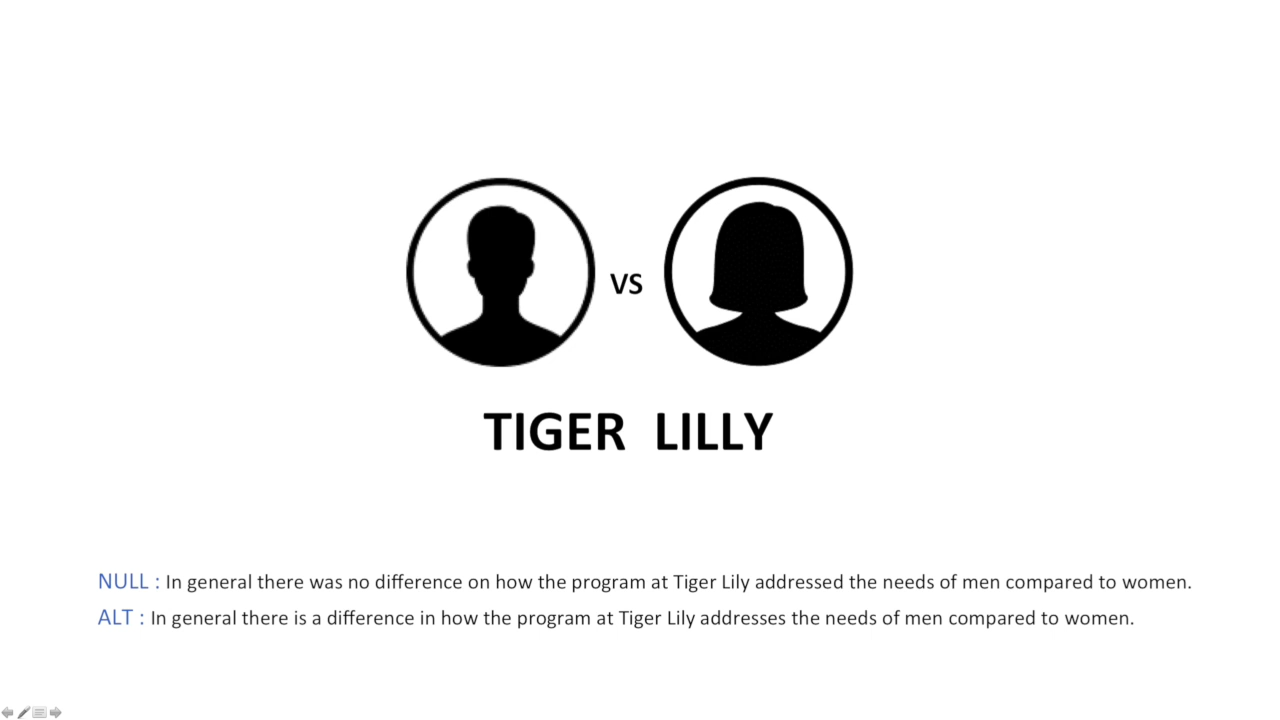 VS
TIGER LILLY
NULL : In general there was no difference on how the program at Tiger Lily addressed the needs of men compared to women.
ALT : In general there is a difference in how the program at Tiger Lily addresses the needs of men compared to women.